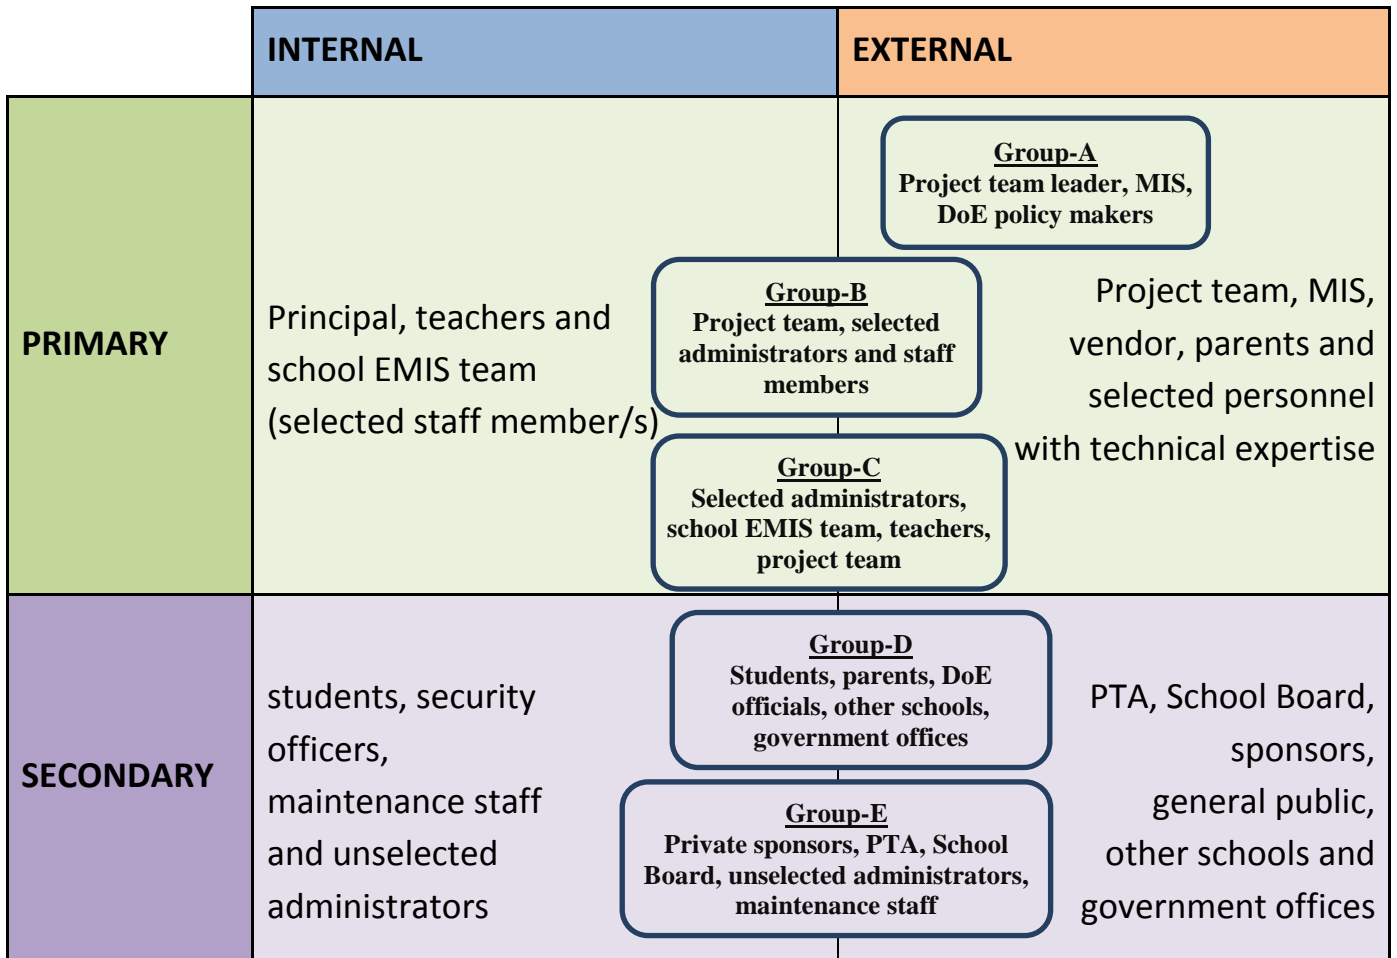 INTERNAL
EXTERNAL
PRIMARY
Principal, teachers and
school EMIS team
(selected staff member/s)
Group-A
Project team leader, MIS,
DoE policy makers
Group-B
Project team, selected
administrators and staff
members
Group-C
Selected administrators,
school EMIS team, teachers,
project team
Project team, MIS,
vendor, parents and
selected personnel
with technical expertise
SECONDARY
students, security
officers,
maintenance staff
and unselected
administrators
Group-D
Students, parents, DoE
officials, other schools,
government offices
Group-E
Private sponsors, PTA, School
Board, unselected administrators,
maintenance staff
PTA, School Board,
sponsors,
general public,
other schools and
government offices